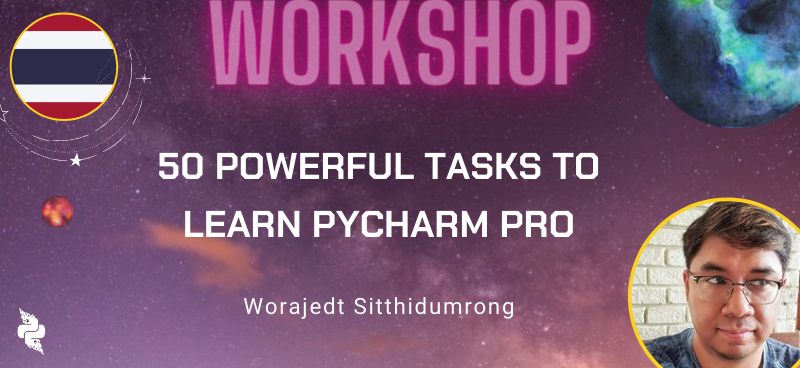 WORKSHOP
50 POWERFUL TASKS TO
LEARN PYCHARM PRO
Worajedt Sitthidumrong